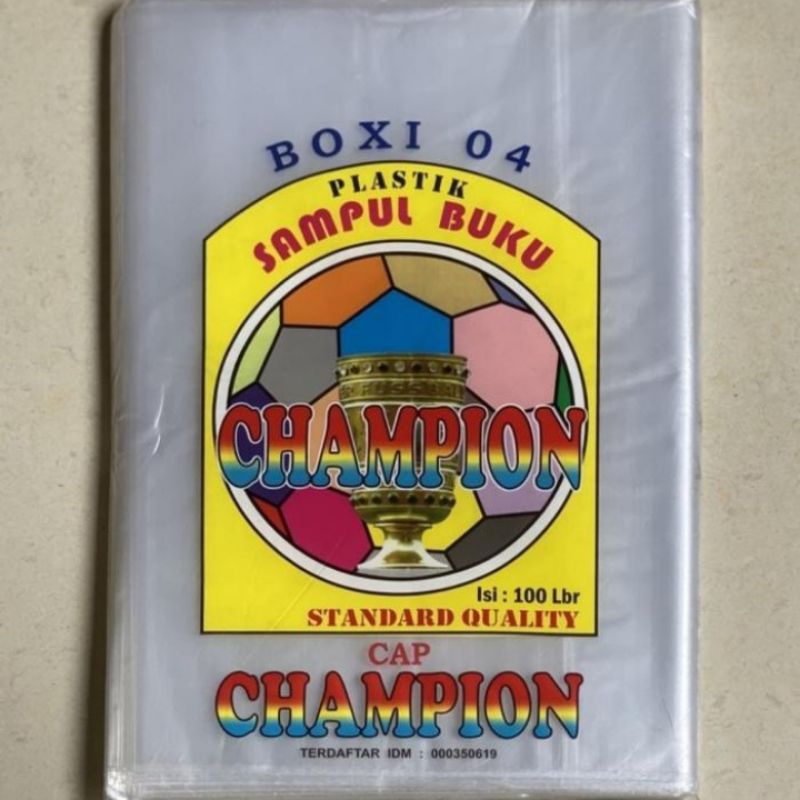 BOXI 04
PLASTIK
SAMPUL BUKU
CHAMPION
Isi : 100 Lbr
STANDARD QUALITY
CAP
CHAMPION
TERDAFTAR IDM : 000350619